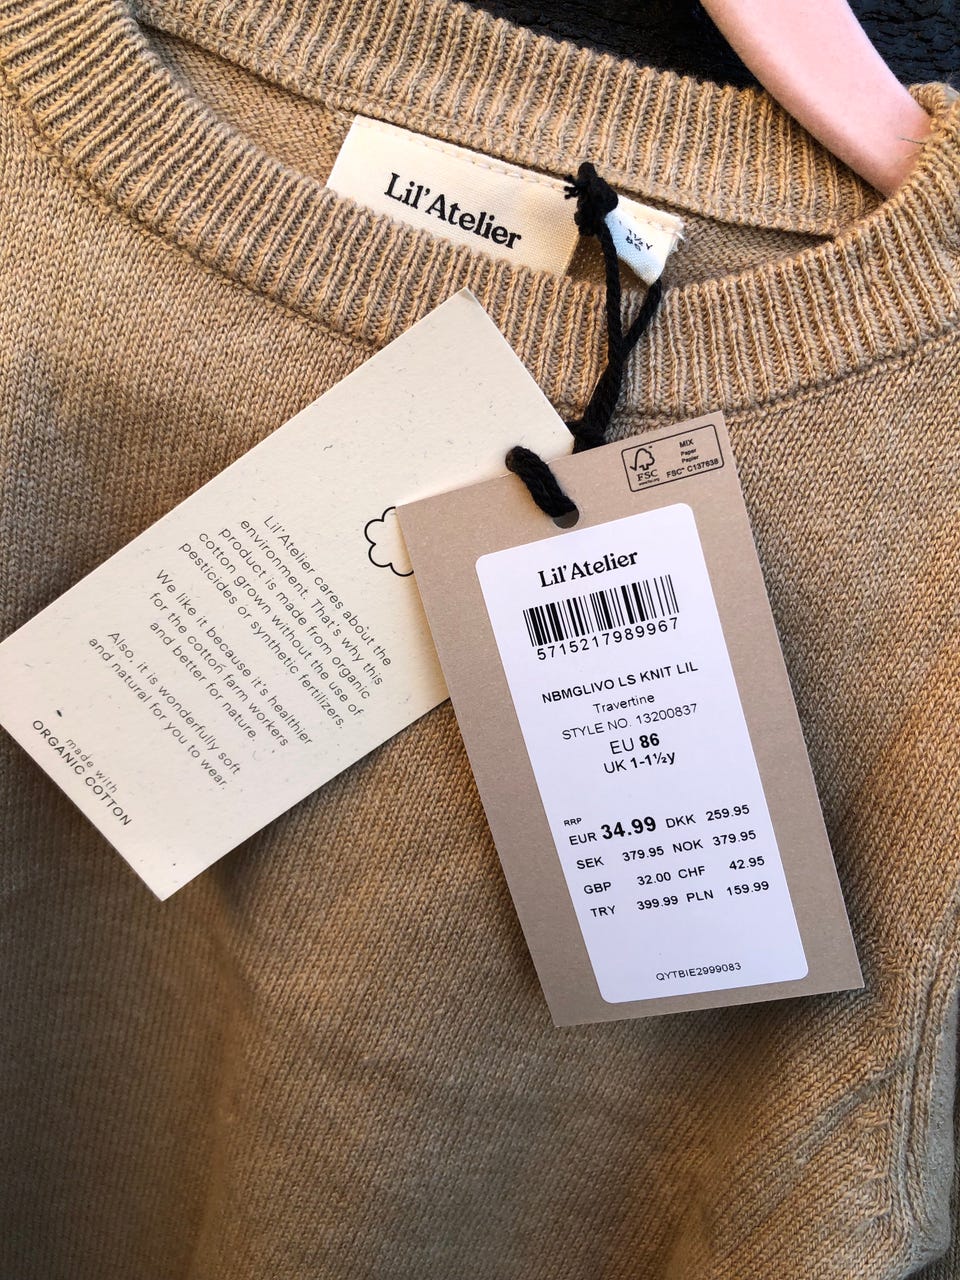 Lil'Atelier
1½Y
86
Lil'Atelier cares about the
environment. That's why this
product is made from organic
cotton grown without the use of
pesticides or synthetic fertilizers.
We like it because it's healthier
for the cotton farm workers
and better for nature.
Also, it is wonderfully soft
and natural for you to wear.
made with
ORGANIC COTTON
FSC
MIX
Paper
Papier
FSC™ C137638
Lil'Atelier
5715217989967
NBMGLIVO LS KNIT LIL
Travertine
STYLE NO. 13200837
EU 86
UK 1-1½y
RRP
EUR 34.99 DKK 259.95
SEK 379.95 NOK 379.95
GBP 32.00 CHF 42.95
TRY 399.99 PLN 159.99
QYTBIE2999083